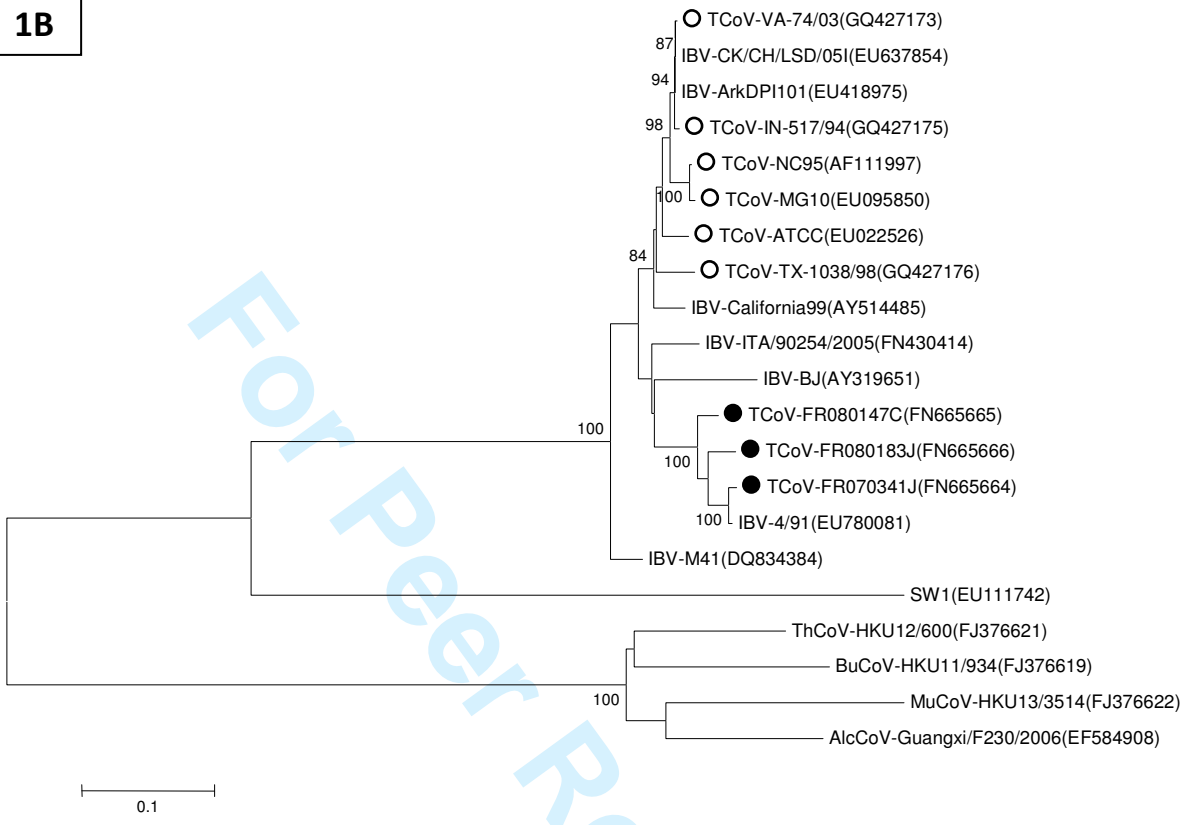 1B
TCoV-VA-74/03(GQ427173)
87
IBV-CK/CH/LSD/05I(EU637854)
94
IBV-ArkDPI101(EU418975)
98
TCoV-IN-517/94(GQ427175)
TCoV-NC95(AF111997)
100
TCoV-MG10(EU095850)
TCoV-ATCC(EU022526)
84
TCoV-TX-1038/98(GQ427176)
IBV-California99(AY514485)
IBV-ITA/90254/2005(FN430414)
IBV-BJ(AY319651)
TCoV-FR080147C(FN665665)
100
TCoV-FR080183J(FN665666)
100
TCoV-FR070341J(FN665664)
100
IBV-4/91(EU780081)
IBV-M41(DQ834384)
SW1(EU111742)
ThCoV-HKU12/600(FJ376621)
BuCoV-HKU11/934(FJ376619)
100
MuCoV-HKU13/3514(FJ376622)
AlcCoV-Guangxi/F230/2006(EF584908)
0.1
For Peer Re